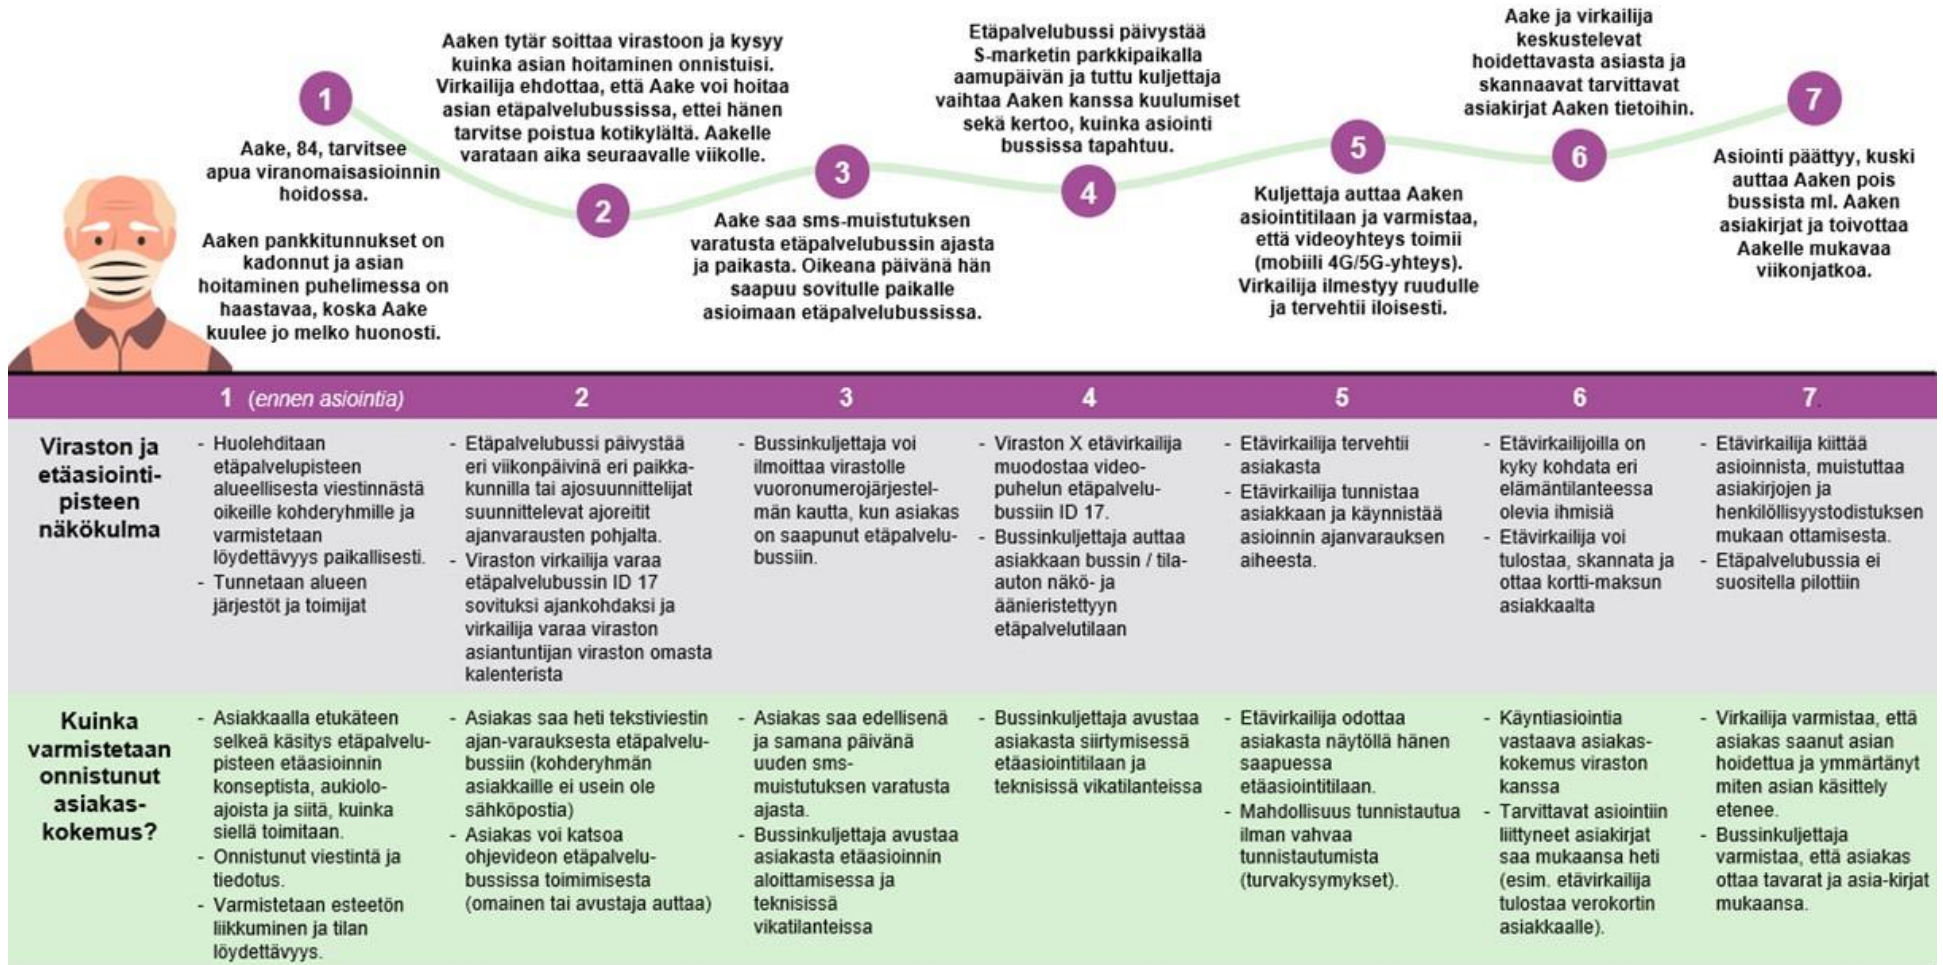 1
Aake, 84, tarvitsee
apua viranomaisasioinnin
hoidossa.
Aaken pankkitunnukset on
kadonnut ja asian
hoitaminen puhelimessa on
haastavaa, koska Aake
kuulee jo melko huonosti.
Aaken tytär soittaa virastoon ja kysyy
kuinka asian hoitaminen onnistuisi.
Virkailija ehdottaa, että Aake voi hoitaa
asian etäpalvelubussissa, ettei hänen
tarvitse poistua kotikylältä. Aakelle
varataan aika seuraavalle viikolle.
2
3
Aake saa sms-muistutuksen
varatusta etäpalvelubussin ajasta
ja paikasta. Oikeana päivänä hän
saapuu sovitulle paikalle
asioimaan etäpalvelubussissa.
Etäpalvelubussi päivystää
S-marketin parkkipaikalla
aamupäivän ja tuttu kuljettaja
vaihtaa Aaken kanssa kuulumiset
sekä kertoo, kuinka asiointi
bussissa tapahtuu.
4
5
Kuljettaja auttaa Aaken
asiointitilaan ja varmistaa,
että videoyhteys toimii
(mobiili 4G/5G-yhteys).
Virkailija ilmestyy ruudulle
ja tervehtii iloisesti.
Aake ja virkailija
keskustelevat
hoidettavasta asiasta ja
skannaavat tarvittavat
asiakirjat Aaken tietoihin.
6
7
Asiointi päättyy, kuski
auttaa Aaken pois
bussista ml. Aaken
asiakirjat ja toivottaa
Aakelle mukavaa
viikonjatkoa.
1 (ennen asiointia)
2
3
4
5
6
7.
Viraston ja
etäasiointi-
pisteen
näkökulma
- Huolehditaan
etäpalvelupisteen
alueellisesta viestinnästä
oikeille kohderyhmille ja
varmistetaan
löydettävyys paikallisesti.
- Tunnetaan alueen
järjestöt ja toimijat
- Etäpalvelubussi päivystää
eri viikonpäivinä eri paikka-
kunnilla tai ajosuunnittelijat
suunnittelevat ajoreitit
ajanvarausten pohjalta.
- Viraston virkailija varaa
etäpalvelubussin ID 17
sovituksi ajankohdaksi ja
virkailija varaa viraston
asiantuntijan viraston omasta
kalenterista
- Bussinkuljettaja voi
ilmoittaa virastolle
vuoronumerojärjestel-
män kautta, kun asiakas
on saapunut etäpalvelu-
bussiin.
- Viraston X etävirkailija
muodostaa video-
puhelun etäpalvelu-
bussiin ID 17.
- Bussinkuljettaja auttaa
asiakkaan bussin / tila-
auton näkö- ja
äänieristettyyn
etäpalvelutilaan
- Etävirkailija tervehtii
asiakasta
- Etävirkailija tunnistaa
asiakkaan ja käynnistää
asioinnin ajanvarauksen
aiheesta.
- Etävirkailijoilla on
kyky kohdata eri
elämäntilanteessa
olevia ihmisiä
- Etävirkailija voi
tulostaa, skannata ja
ottaa kortti-maksun
asiakkaalta
- Etävirkailija kiittää
asioinnista, muistuttaa
asiakirjojen ja
henkilöllisyystodistuksen
mukaan ottamisesta.
- Etäpalvelubussia ei
suositella pilottiin
Kuinka
varmistetaan
onnistunut
asiakas-
kokemus?
- Asiakkaalla etukäteen
selkeä käsitys etäpalvelu-
pisteen etäasioinnin
konseptista, aukiolo-
ajoista ja siitä, kuinka
siellä toimitaan.
- Onnistunut viestintä ja
tiedotus.
- Varmistetaan esteetön
liikkuminen ja tilan
löydettävyys.
- Asiakas saa heti tekstiviestin
ajan-varauksesta etäpalvelu-
bussiin (kohderyhmän
asiakkaille ei usein ole
sähköpostia)
- Asiakas voi katsoa
ohjevideon etäpalvelu-
bussissa toimimisesta
(omainen tai avustaja auttaa)
- Asiakas saa edellisenä
ja samana päivänä
uuden sms-
muistutuksen varatusta
ajasta.
- Bussinkuljettaja avustaa
asiakasta etäasioinnin
aloittamisessa ja
teknisissä
vikatilanteissa
- Bussinkuljettaja avustaa
asiakasta siirtymisessä
etäasiointitilaan ja
teknisissä vikatilanteissa
- Etävirkailija odottaa
asiakasta näytöllä hänen
saapuessa
etäasiointitilaan.
- Mahdollisuus tunnistautua
ilman vahvaa
tunnistautumista
(turvakysymykset).
- Käyntiasiointia
vastaava asiakas-
kokemus viraston
kanssa
- Tarvittavat asiointiin
liittyneet asiakirjat
saa mukaansa heti
(esim. etävirkailija
tulostaa verokortin
asiakkaalle).
- Virkailija varmistaa, että
asiakas saanut asian
hoidettua ja ymmärtänyt
miten asian käsittely
etenee.
- Bussinkuljettaja
varmistaa, että asiakas
ottaa tavarat ja asia-kirjat
mukaansa.